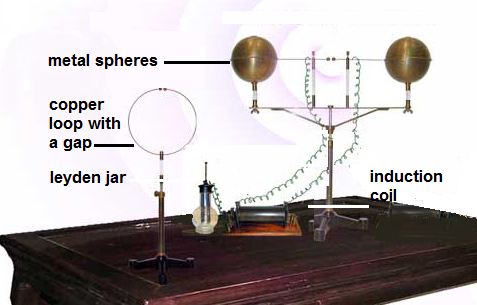 metal spheres
copper
loop with
a gap
leyden jar
induction
coil